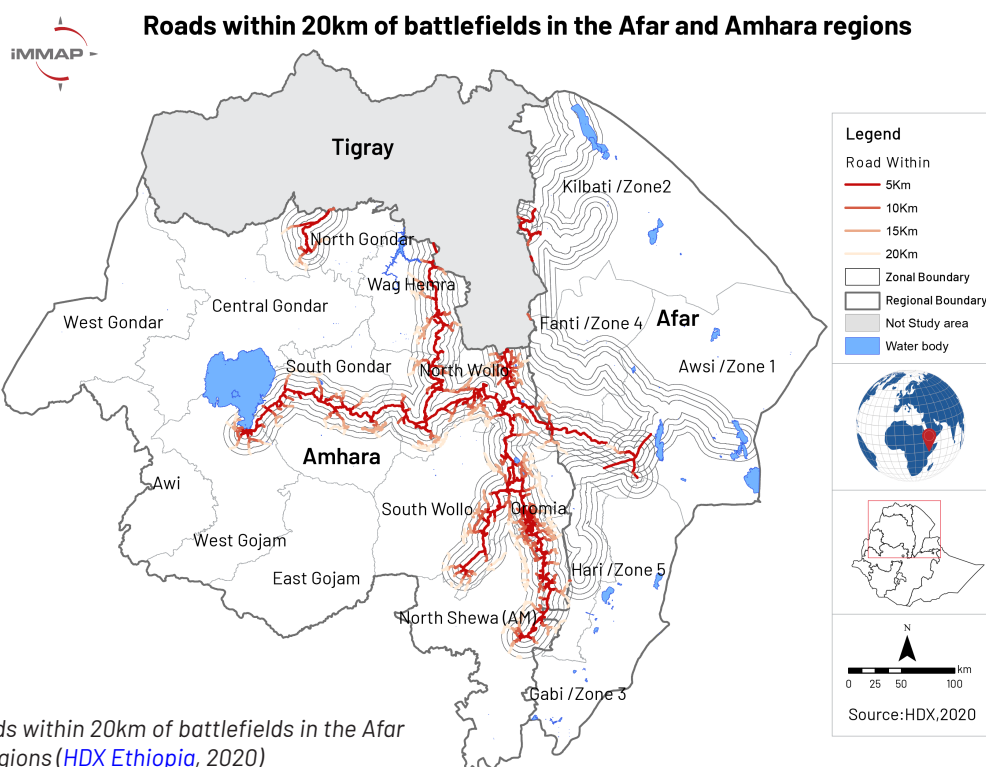 Roads within 20km of battlefields in the Afar and Amhara regions
iMMAP
Tigray
Kilbati /Zone2
North Gondar
Wag Hemra
Central Gondar
West Gondar
Fanti /Zone 4
Afar
South Gondar
North Wollo
Awsi /Zone 1
Amhara
Awi
South Wollo
Oromia
West Gojam
East Gojam
Hari /Zone 5
North Shewa (AM)
Gabi /Zone 3
Legend
Road Within
5Km
10Km
15Km
20Km
Zonal Boundary
Regional Boundary
Not Study area
Water body
N
km
0 25 50 100
Source:HDX,2020
ds within 20km of battlefields in the Afar
gions (HDX Ethiopia, 2020)